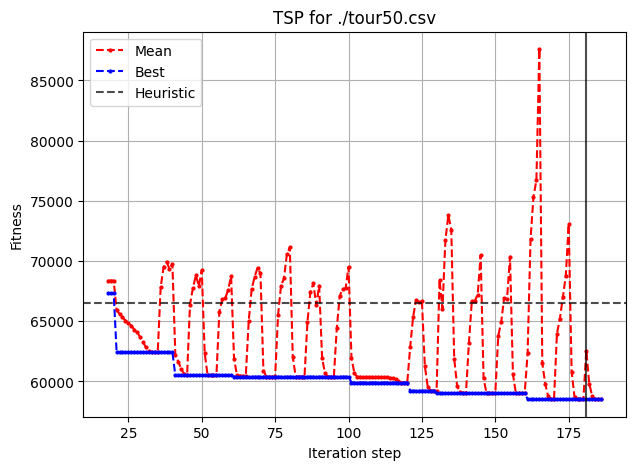 TSP for ./tour50.csv
Mean
Best
Heuristic
Fitness
85000
80000
75000
70000
65000
60000
25 50 75 100 125 150 175
Iteration step